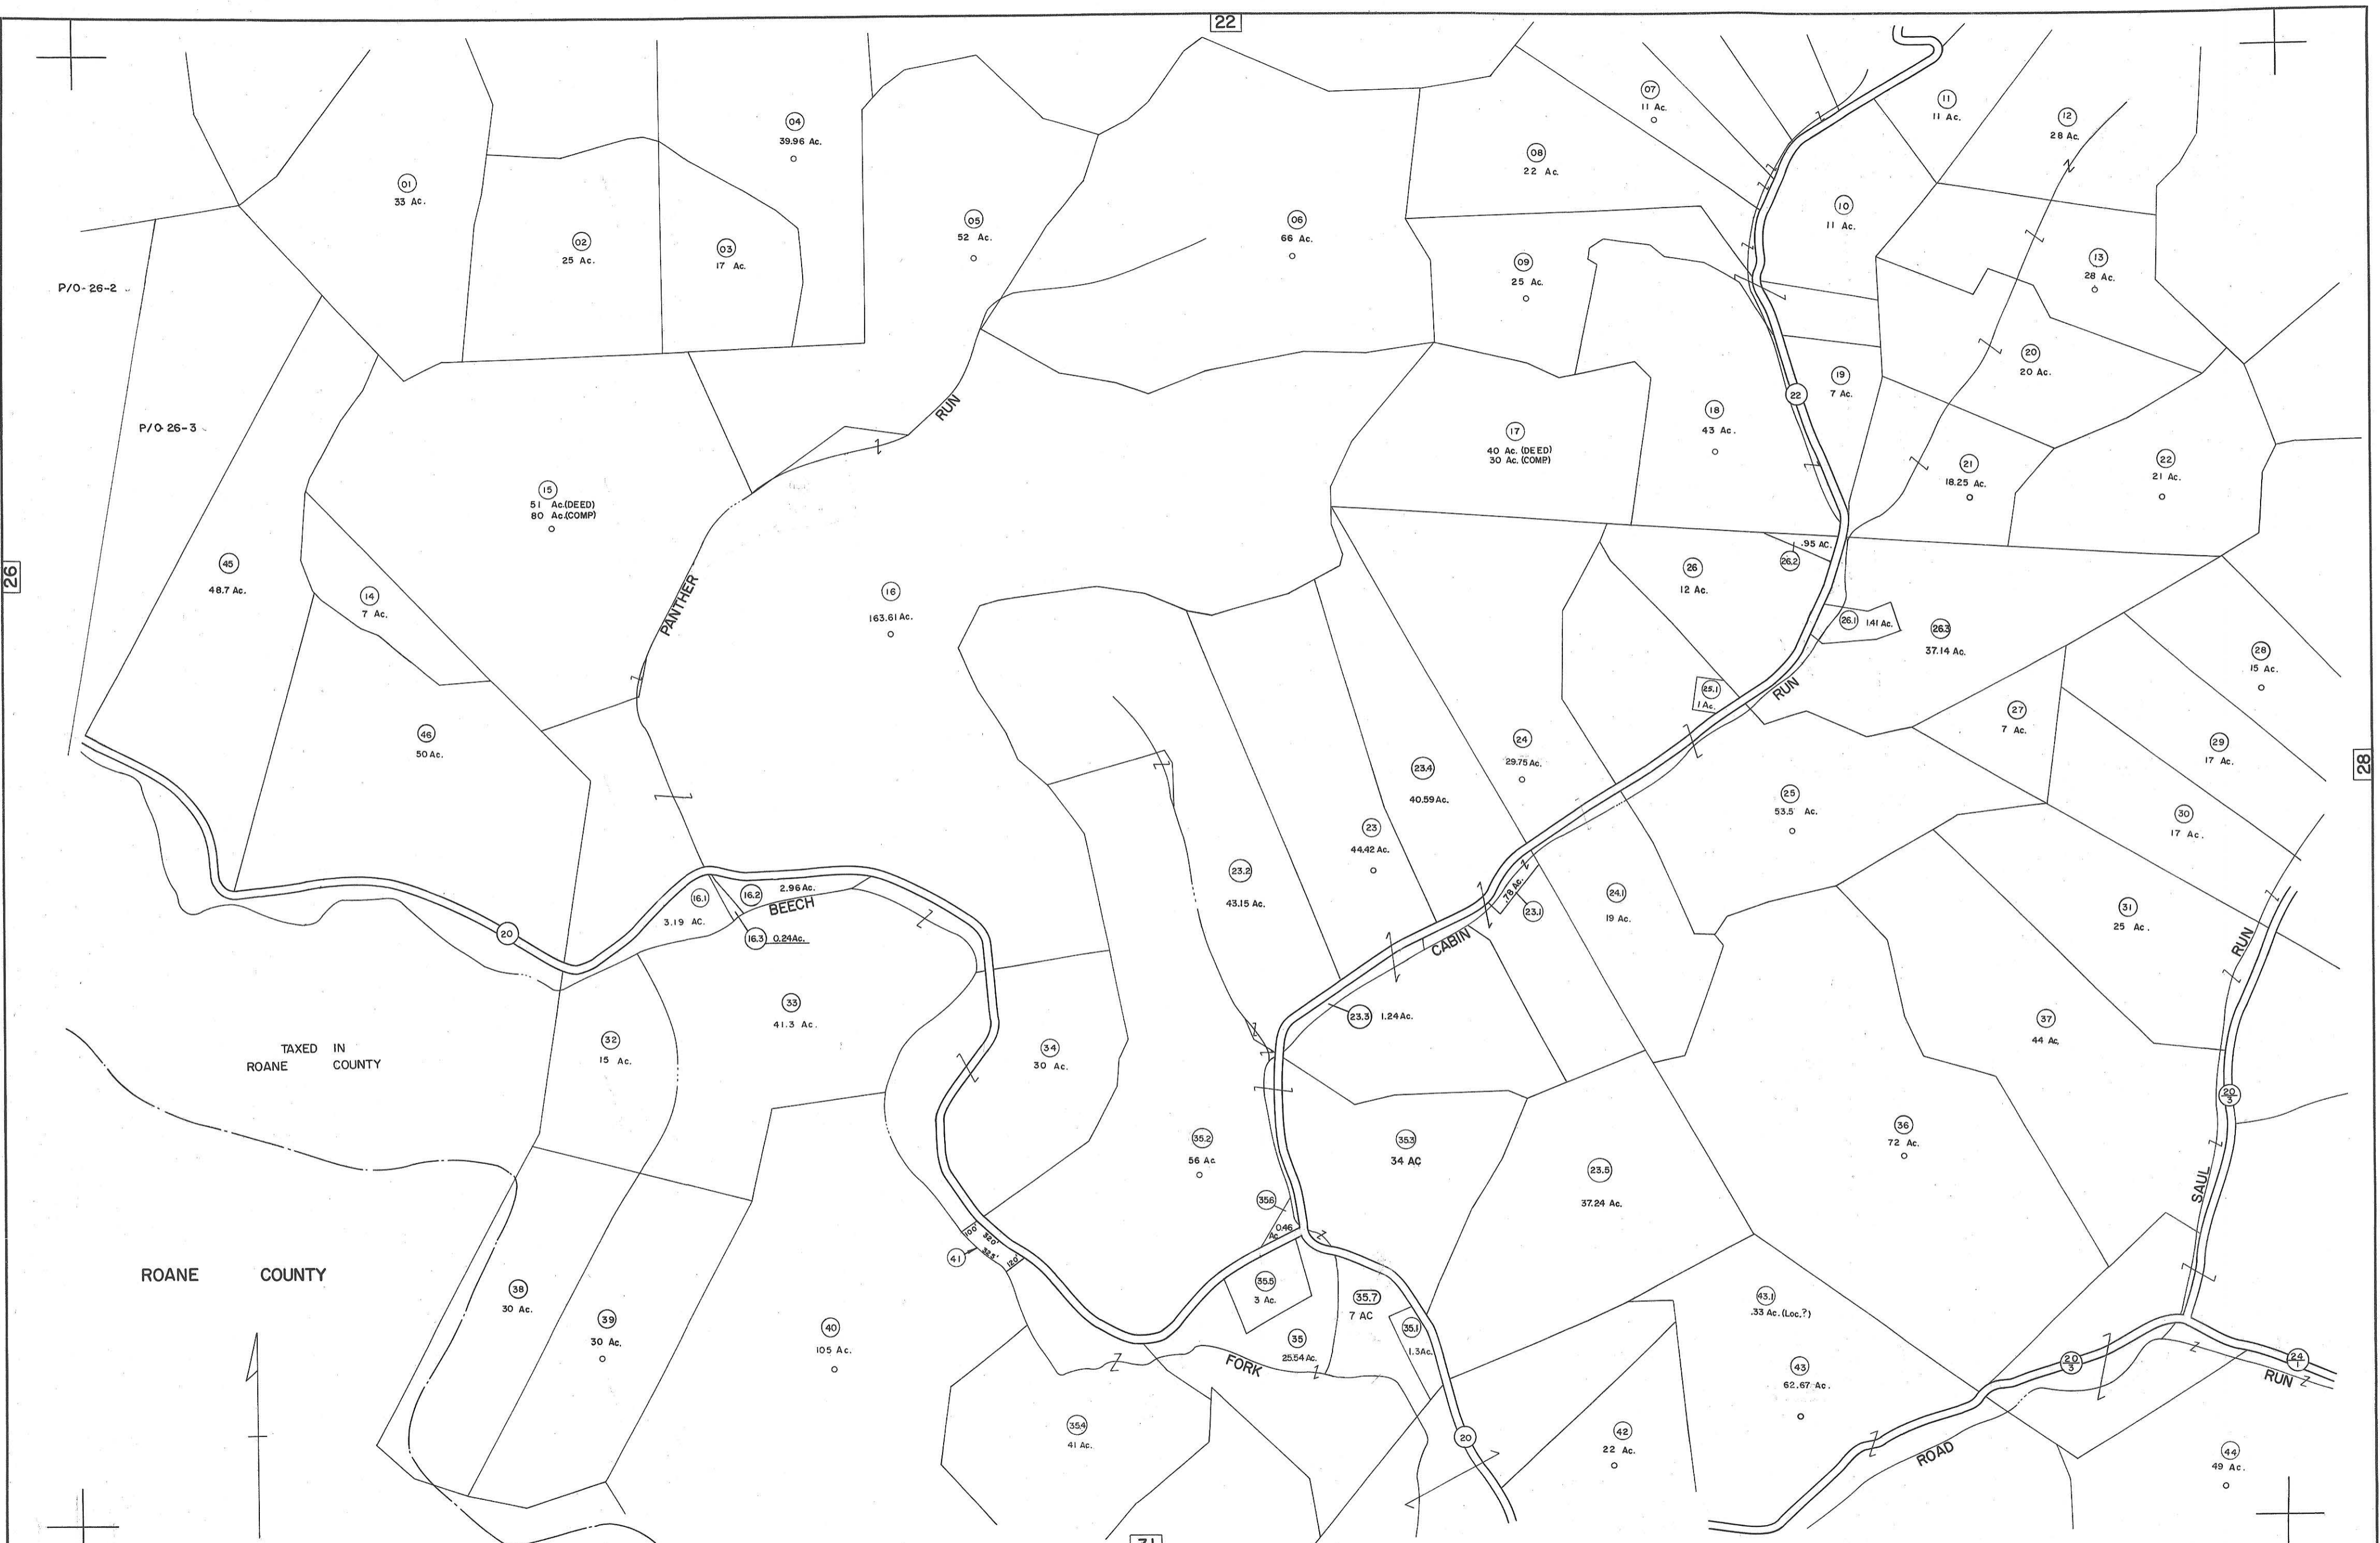 22
07
11 Ac.
11
11 Ac.
12
28 Ac.
04
39.96 Ac.
08
22 Ac.
01
33 Ac.
10
11 Ac.
05
52 Ac.
06
66 Ac.
02
25 Ac.
03
17 Ac.
09
25 Ac.
13
28 Ac.
P/O-26-2
20
20 Ac.
19
7 Ac.
22
RUN
18
43 Ac.
P/O 26-3
17
40 Ac. (DEED)
30 Ac. (COMP)
21
18.25 Ac.
22
21 Ac.
15
51 Ac.(DEED)
80 Ac.(COMP)
.95 AC.
26.2
26
45
48.7 Ac.
14
7 Ac.
PANTHER
16
163.61 Ac.
26
12 Ac.
26.1
1.41 Ac.
26.3
37.14 Ac.
28
15 Ac.
25.1
1 Ac.
RUN
27
7 Ac.
46
50 Ac.
24
29.75 Ac.
29
17 Ac.
28
23.4
40.59 Ac.
25
53.5 Ac.
23
44.42 Ac.
30
17 Ac.
23.2
43.15 Ac.
16.1
3.19 AC.
16.2
2.96 Ac.
BEECH
16.3
0.24 Ac.
.78 Ac.
23.1
24.1
19 Ac.
31
25 Ac.
20
CABIN
RUN
33
41.3 Ac.
23.3
1.24 Ac.
37
44 Ac.
32
15 Ac.
34
30 Ac.
TAXED IN
ROANE COUNTY
20
3
35.2
56 Ac
35.3
34 AC
36
72 Ac.
23.5
37.24 Ac.
SAUL
35.6
0.46
Ac.
100'
320'
325'
120'
41
ROANE COUNTY
38
30 Ac.
39
30 Ac.
35.5
3 Ac.
35.7
7 AC
43.1
.33 Ac. (Loc.?)
40
105 Ac.
35
25.54 Ac.
35.1
1.3 Ac.
FORK
43
62.67 Ac.
20
3
24
1
RUN
35.4
41 Ac.
20
42
22 Ac.
ROAD
44
49 Ac.